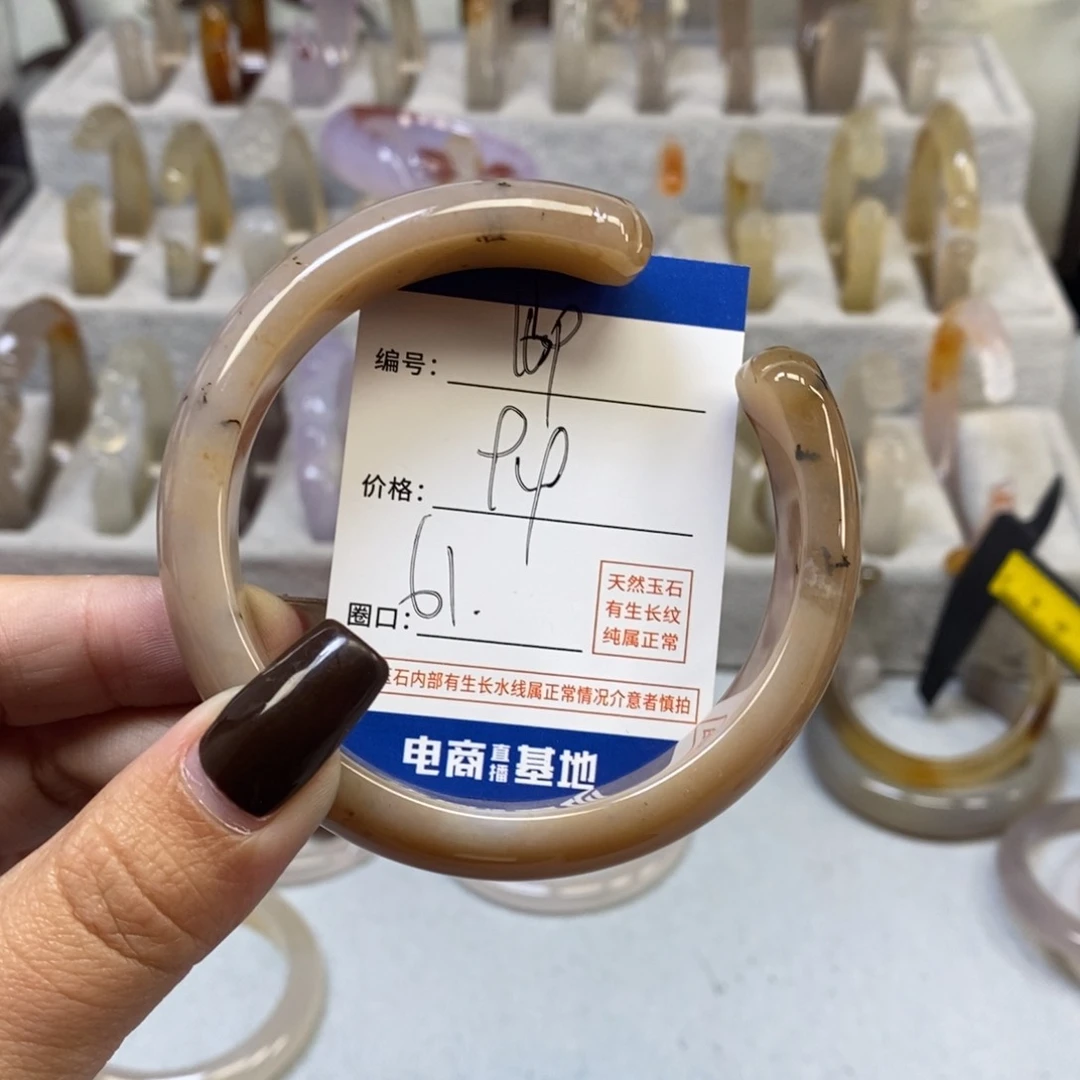 编号：
价格：
圈口：61.
天然玉石
有生长纹
纯属正常
石内部有生长水线属正常情况介意者慎拍
电商直播基地